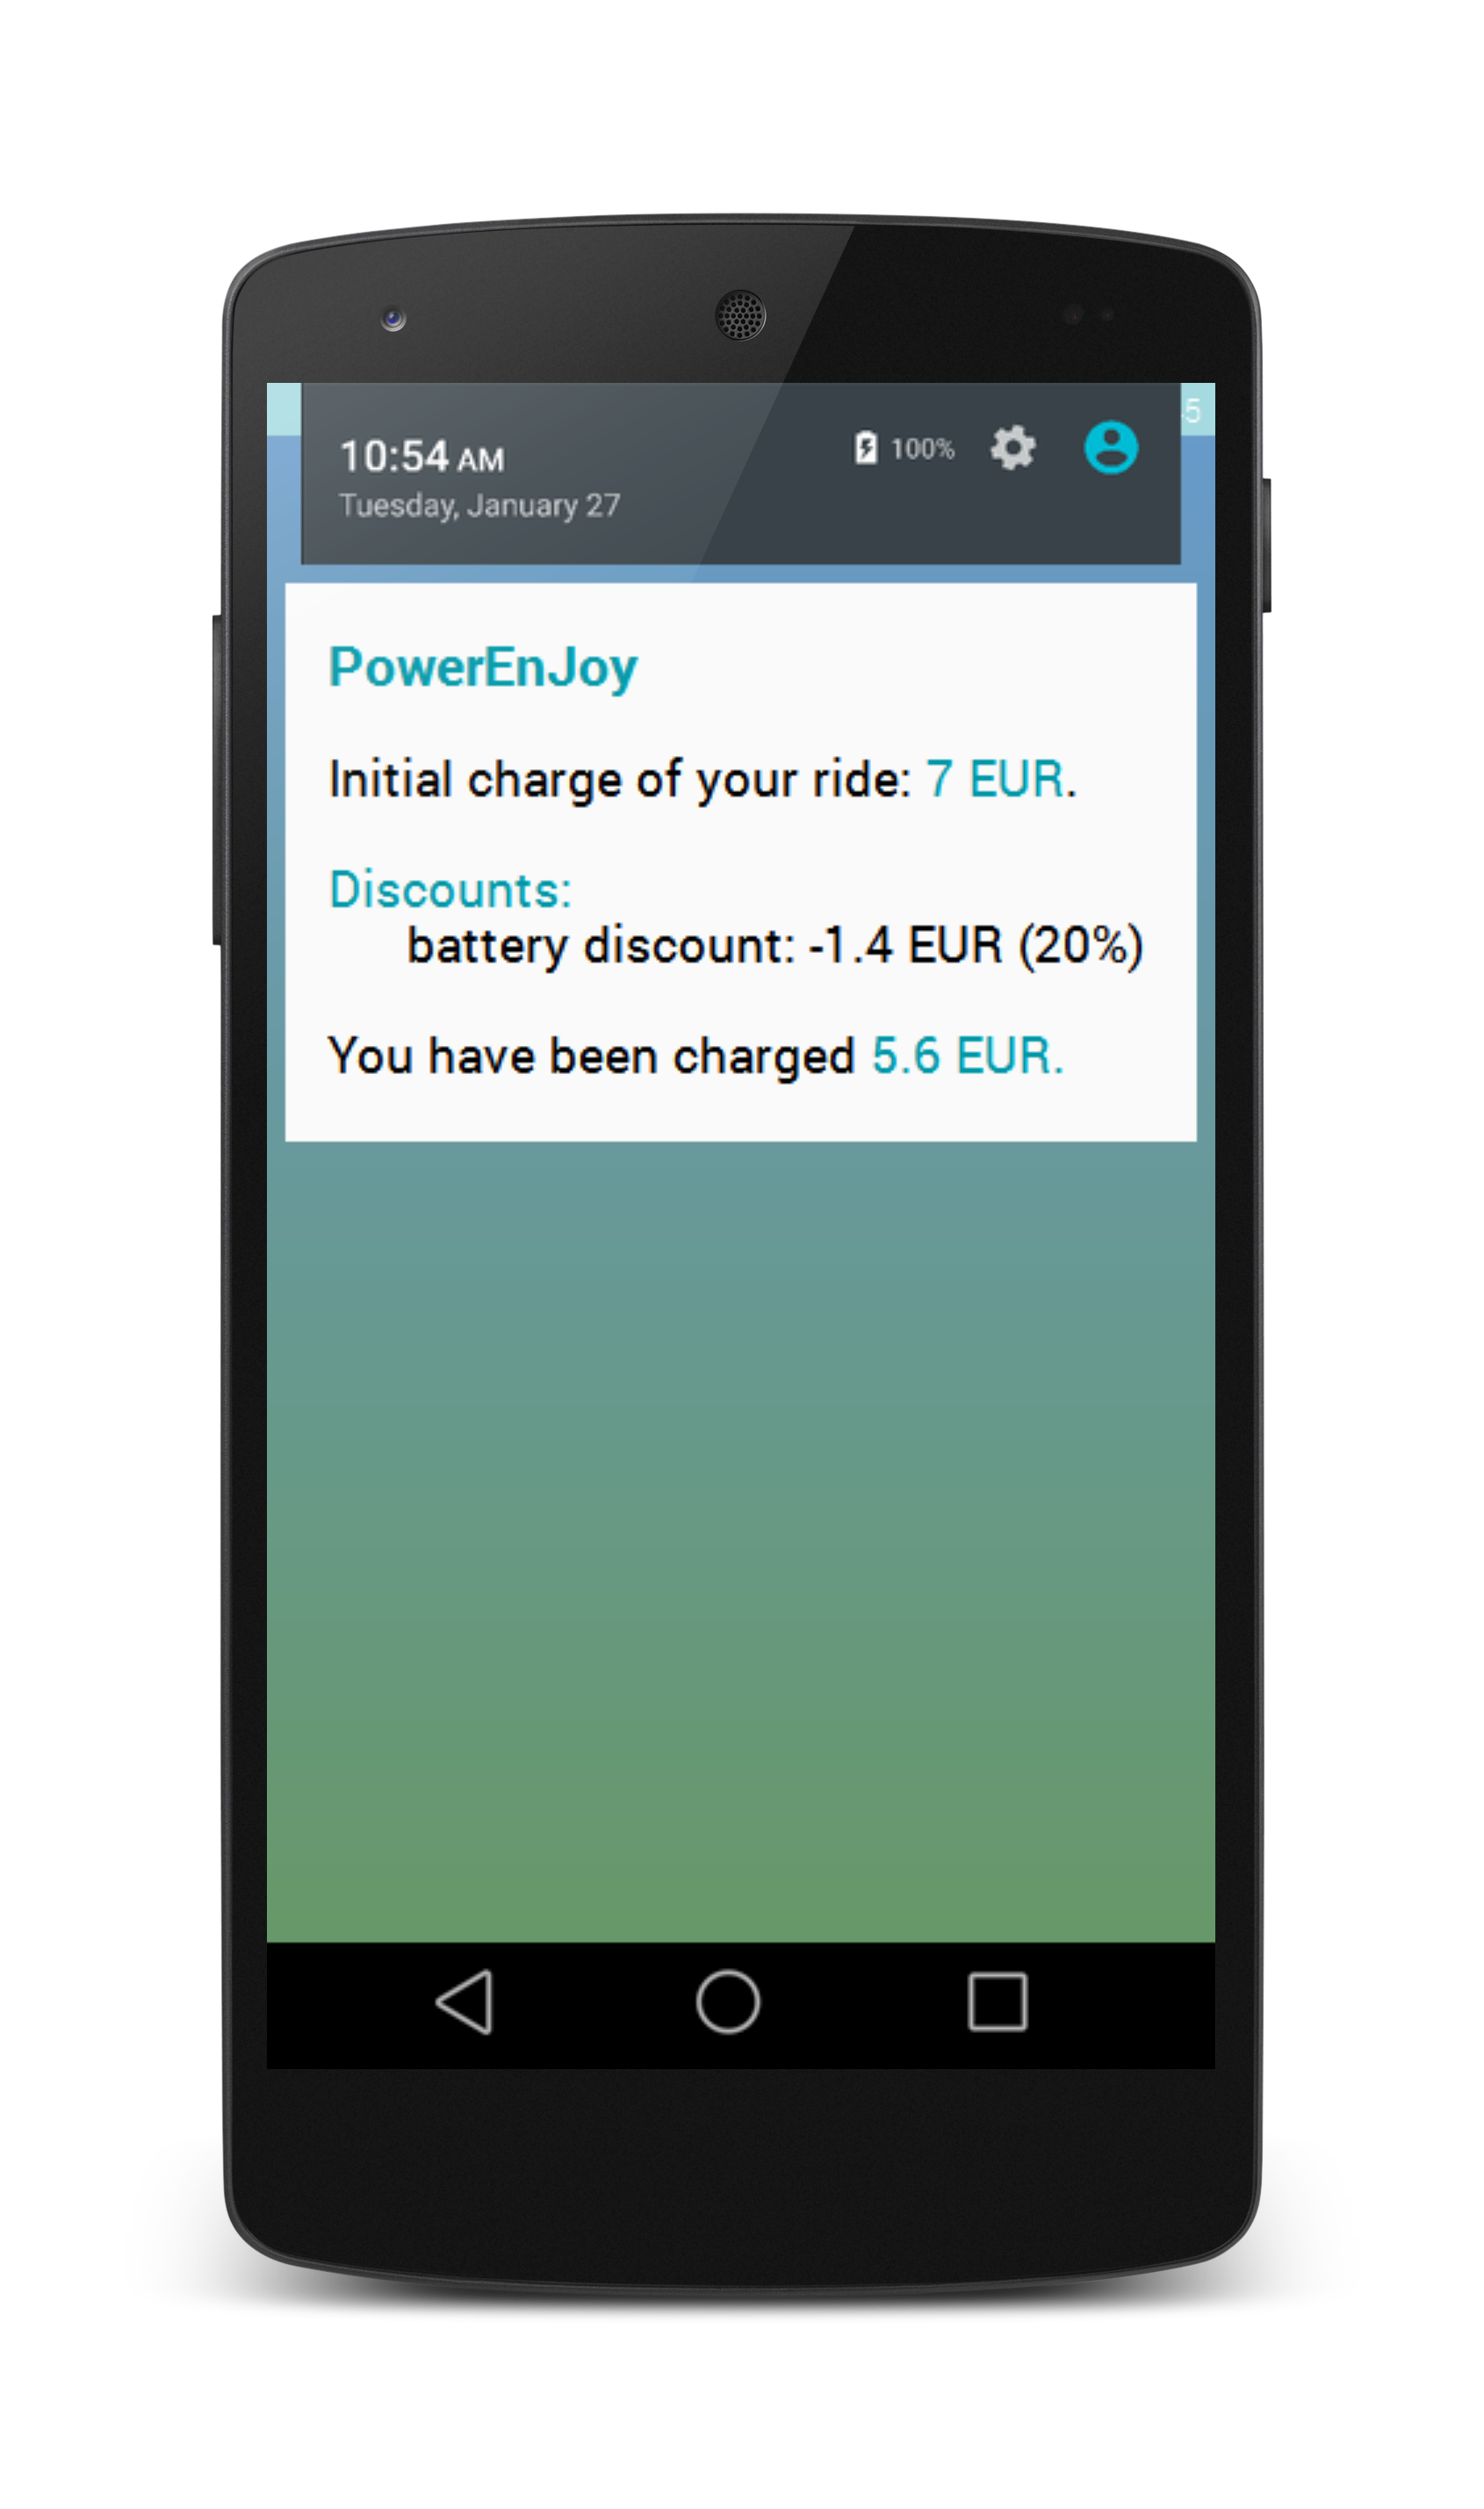 5
10:54 AM
100%
Tuesday, January 27
PowerEnJoy
Initial charge of your ride: 7 EUR.
Discounts:
battery discount: -1.4 EUR (20%)
You have been charged 5.6 EUR.